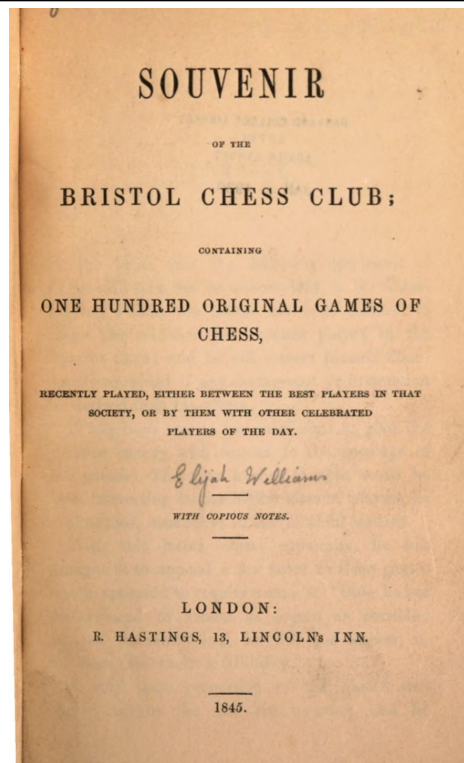 SOUVENIR
OF THE
BRISTOL CHESS CLUB;
CONTAINING
ONE HUNDRED ORIGINAL GAMES OF
CHESS,
RECENTLY PLAYED, EITHER BETWEEN THE BEST PLAYERS IN THAT
SOCIETY, OR BY THEM WITH OTHER CELEBRATED
PLAYERS OF THE DAY.
Elijah Williams
WITH COPIOUS NOTES.
LONDON:
R. HASTINGS, 13, LINCOLN'S INN.
1845.